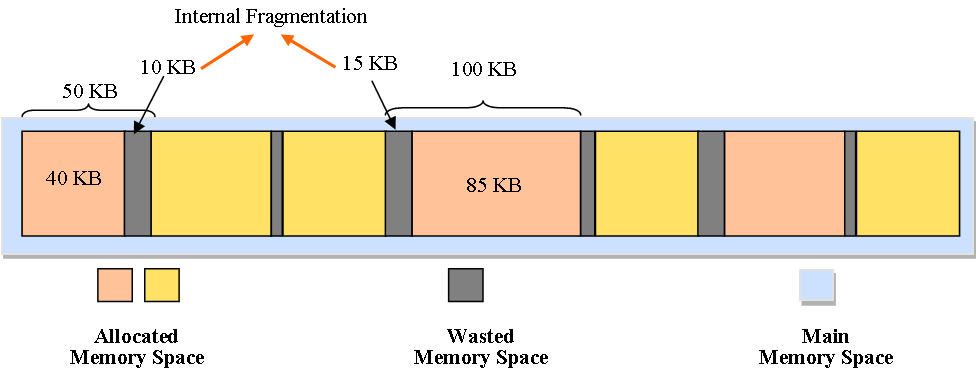 Internal Fragmentation
10 KB
15 KB
100 KB
50 KB
40 KB
85 KB
Allocated
Memory Space
Wasted
Memory Space
Main
Memory Space